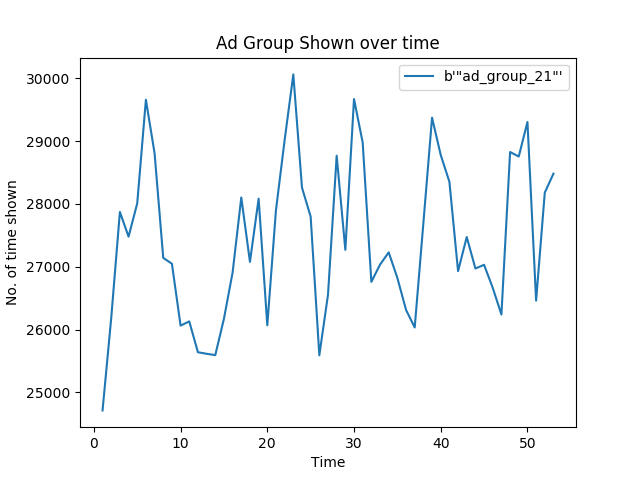 Ad Group Shown over time
b'"ad_group_21"'
30000
29000
28000
27000
26000
25000
No. of time shown
0 10 20 30 40 50
Time